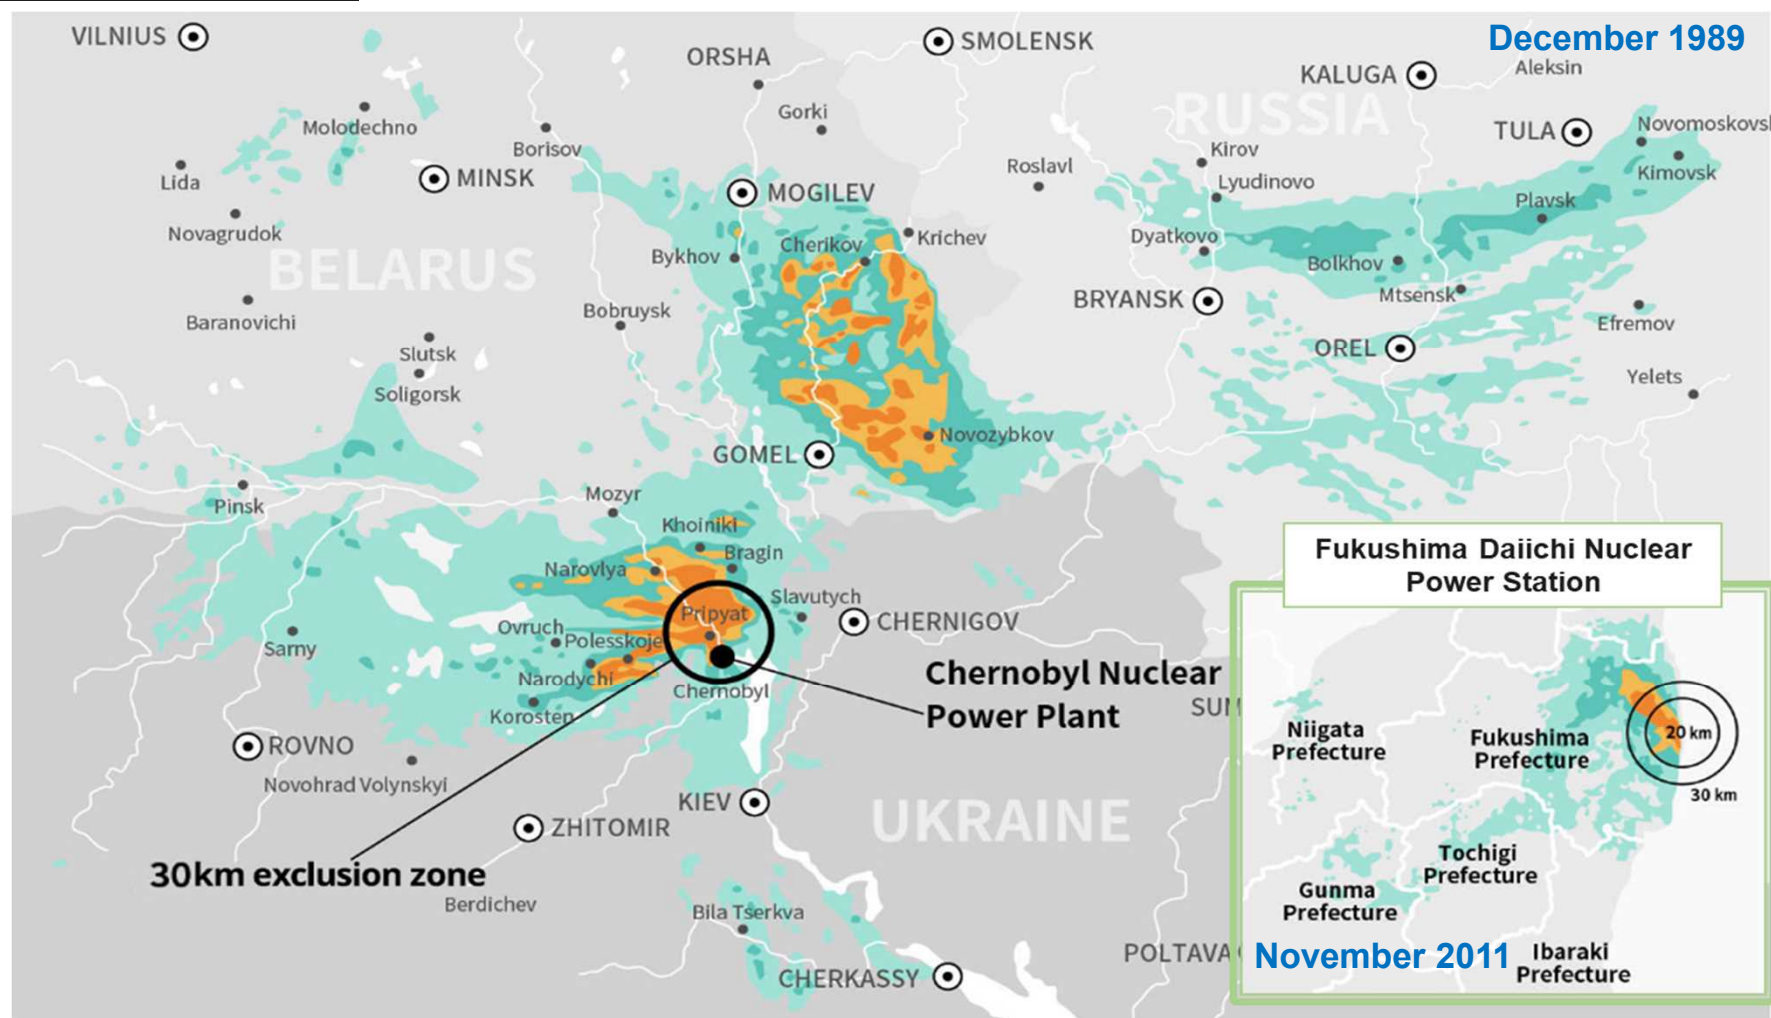 VILNIUS
SMOLENSK
December 1989
ORSHA
KALUGA
Aleksin
RUSSIA
Gorki
TULA
Novomoskovs
Molodechno
Borisov
Kirov
Roslavl
Kimovsk
Lida
MINSK
Lyudinovo
MOGILEV
Plavsk
Novagrudok
Cherikov
Krichev
Dyatkovo
Bykhov
BELARUS
Bolkhov
Mtsensk
BRYANSK
Baranovichi
Bobruysk
Efremov
Slutsk
OREL
Soligorsk
Yelets
Novozybkov
GOMEL
Mozyr
Pinsk
Khoiniki
Bragin
Narovlya
Fukushima Daiichi Nuclear
Power Station
Slavutych
Pripyat
CHERNIGOV
Ovruch
Polesskoje
Sarny
Narodychi
Chernobyl
Chernobyl Nuclear
Power Plant
Korosten
SUM
ROVNO
Novohrad Volynskyi
Niigata
Prefecture
Fukushima
Prefecture
20 km
30 km
KIEV
ZHITOMIR
UKRAINE
30km exclusion zone
Berdichev
Bila Tserkva
Tochigi
Prefecture
Gunma
Prefecture
POLTAVA
November 2011
Ibaraki
Prefecture
CHERKASSY